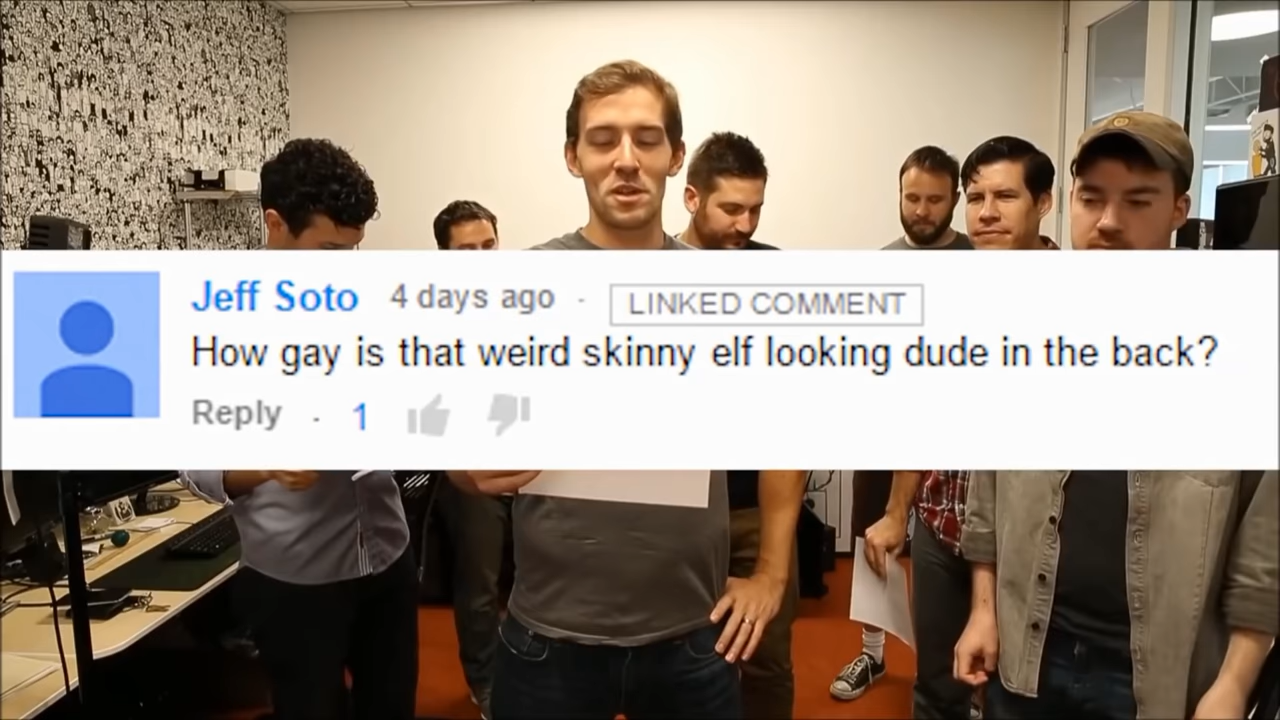 Jeff Soto 4 days ago · LINKED COMMENT
How gay is that weird skinny elf looking dude in the back?
Reply · 1